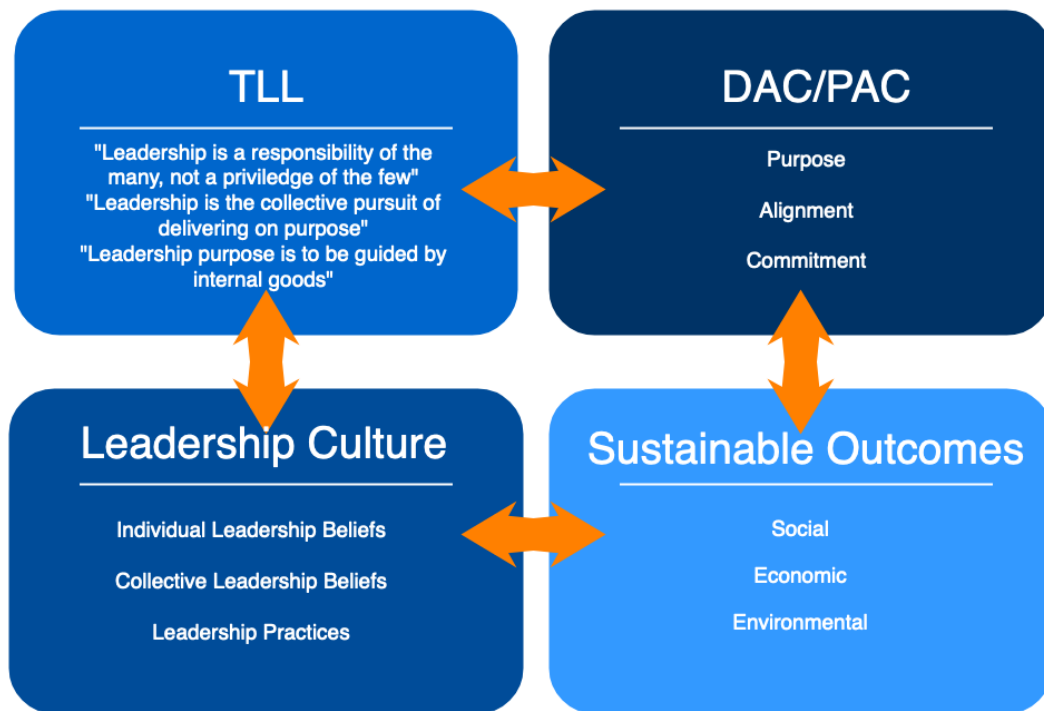 TLL
"Leadership is a responsibility of the
many, not a priviledge of the few"
"Leadership is the collective pursuit of
delivering on purpose"
"Leadership purpose is to be guided by
internal goods"
DAC/PAC
Purpose
Alignment
Commitment
Leadership Culture
Individual Leadership Beliefs
Collective Leadership Beliefs
Leadership Practices
Sustainable Outcomes
Social
Economic
Environmental